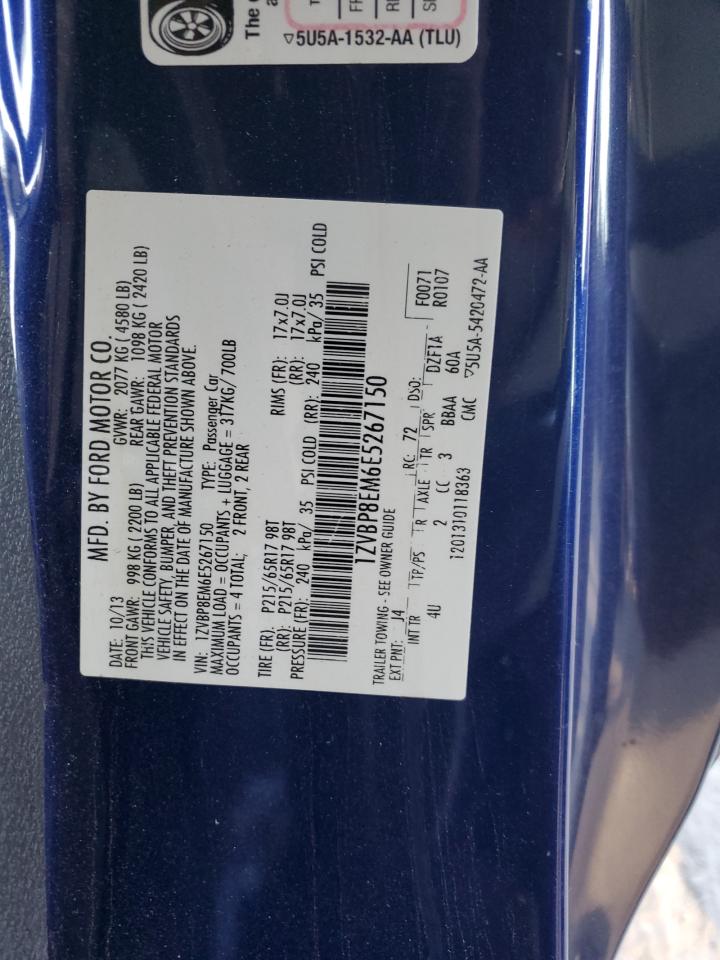 ▽5U5A-1532-AA (TLU)
MFD. BY FORD MOTOR CO.
DATE: 10/13 GVWR: 2077 KG ( 4580 LB)
FRONT GAWR: 998 KG ( 2200 LB) REAR GAWR: 1098 KG ( 2420 LB)
THIS VEHICLE CONFORMS TO ALL APPLICABLE FEDERAL MOTOR
VEHICLE SAFETY, BUMPER, AND THEFT PREVENTION STANDARDS
IN EFFECT ON THE DATE OF MANUFACTURE SHOWN ABOVE.
VIN: 1ZVBP8EM6E5267150 TYPE: Passenger Car
MAXIMUM LOAD = OCCUPANTS + LUGGAGE = 317KG/ 700LB
OCCUPANTS = 4 TOTAL; 2 FRONT, 2 REAR
TIRE (FR): P215/65R17 98T RIMS (FR): 17x7.0J
(RR): P215/65R17 98T (RR): 17x7.0J
PRESSURE (FR): 240 kPa/ 35 PSI COLD (RR): 240 kPa/ 35 PSI COLD
1ZVBP8EM6E5267150
TRAILER TOWING - SEE OWNER GUIDE
EXT PNT: J4 RC: 72 DSO: F0071
INT TR TP/PS R AXLE TR SPR DZF1A R0107
4U 2 CC 3 BBAA 60A
12013101 18363 CMC ▽5U5A-5420472-AA